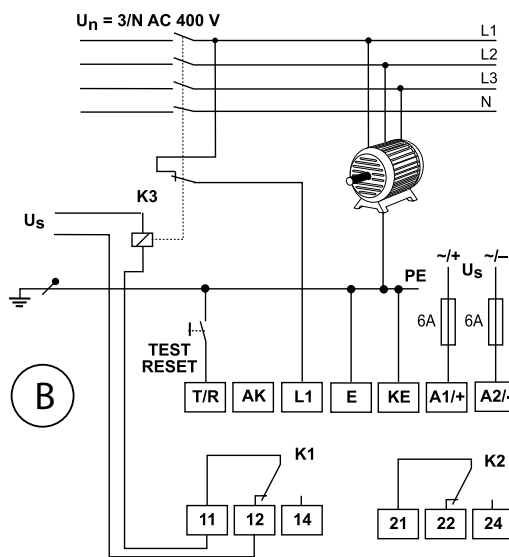 Un = 3/N AC 400 V
L1
L2
L3
N
K3
Us
PE
~/+
Us
~/–
6A
6A
TEST
RESET
B
T/R
AK
L1
E
KE
A1/+
A2/-
K1
K2
11
12
14
21
22
24